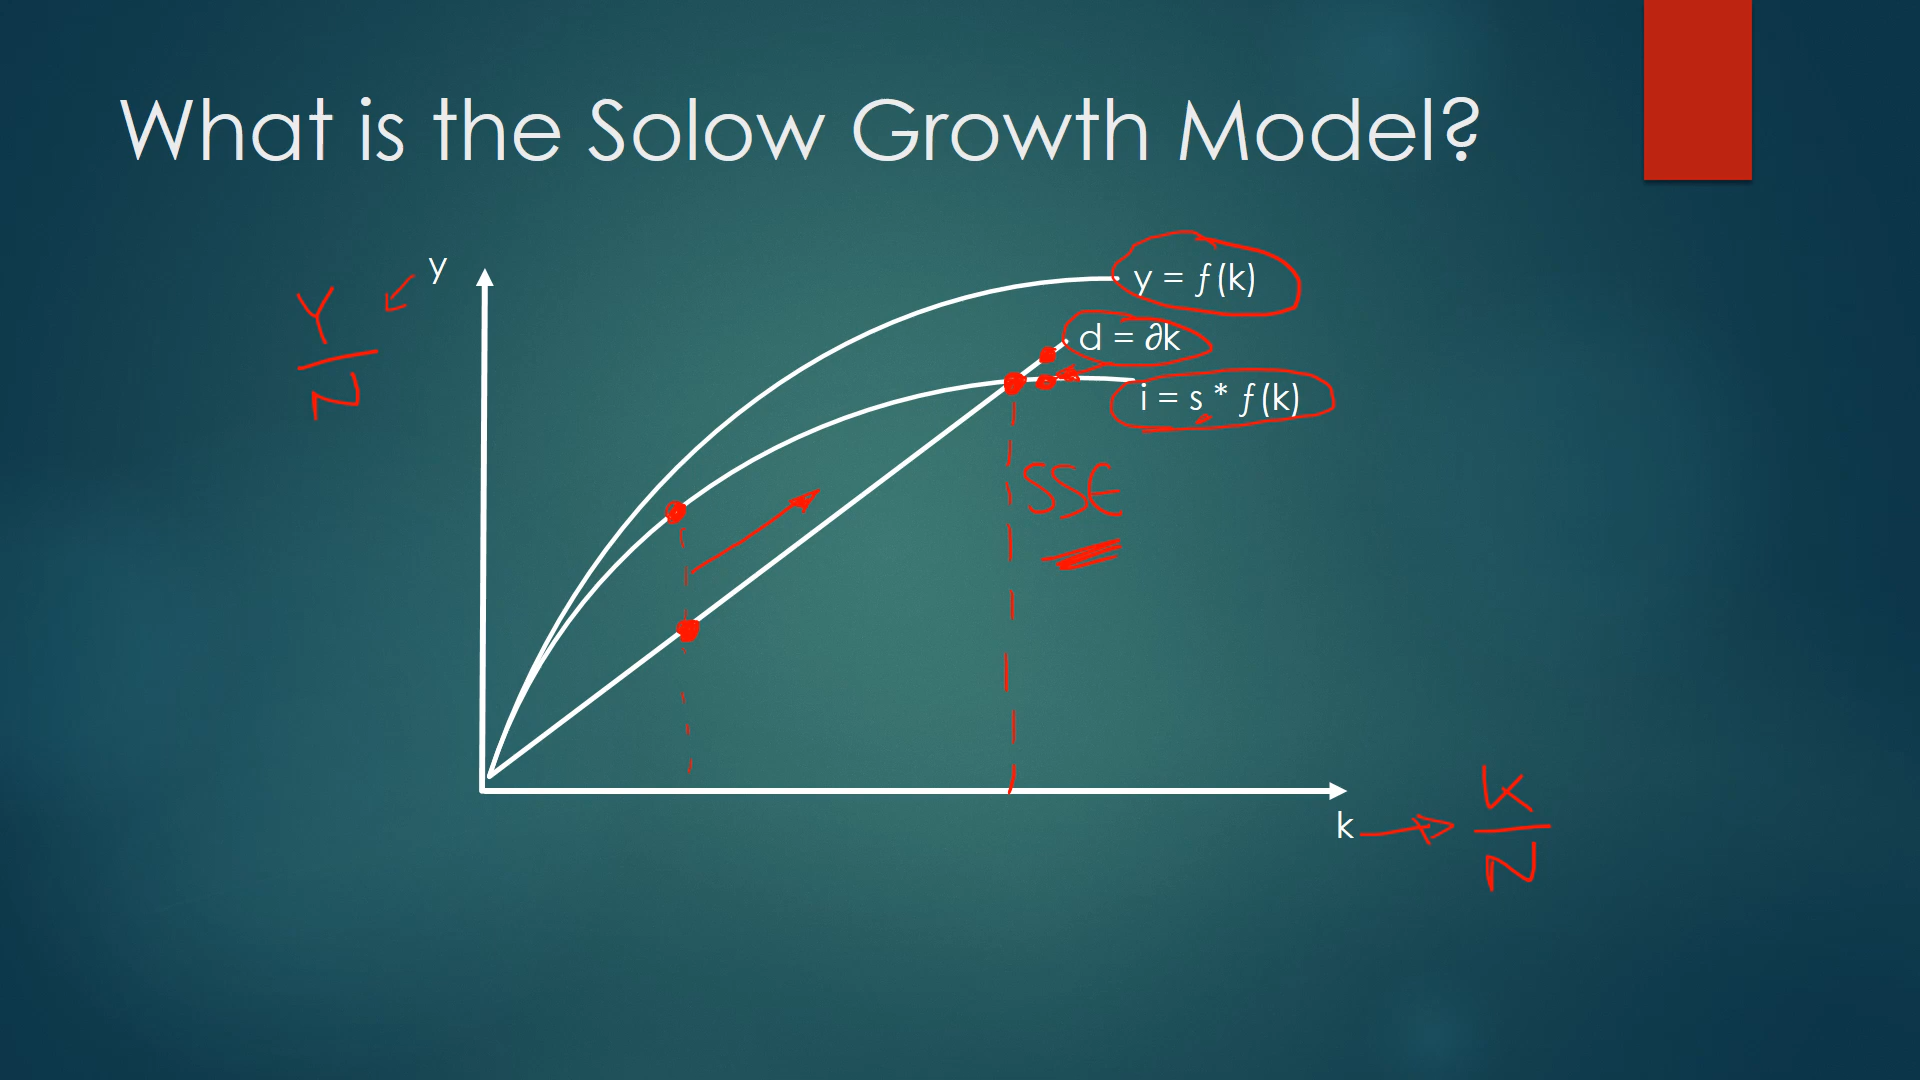 What is the Solow Growth Model?
y
Y
N
y = ƒ(k)
d = ∂k
i = s * ƒ(k)
SSE
k
K
N